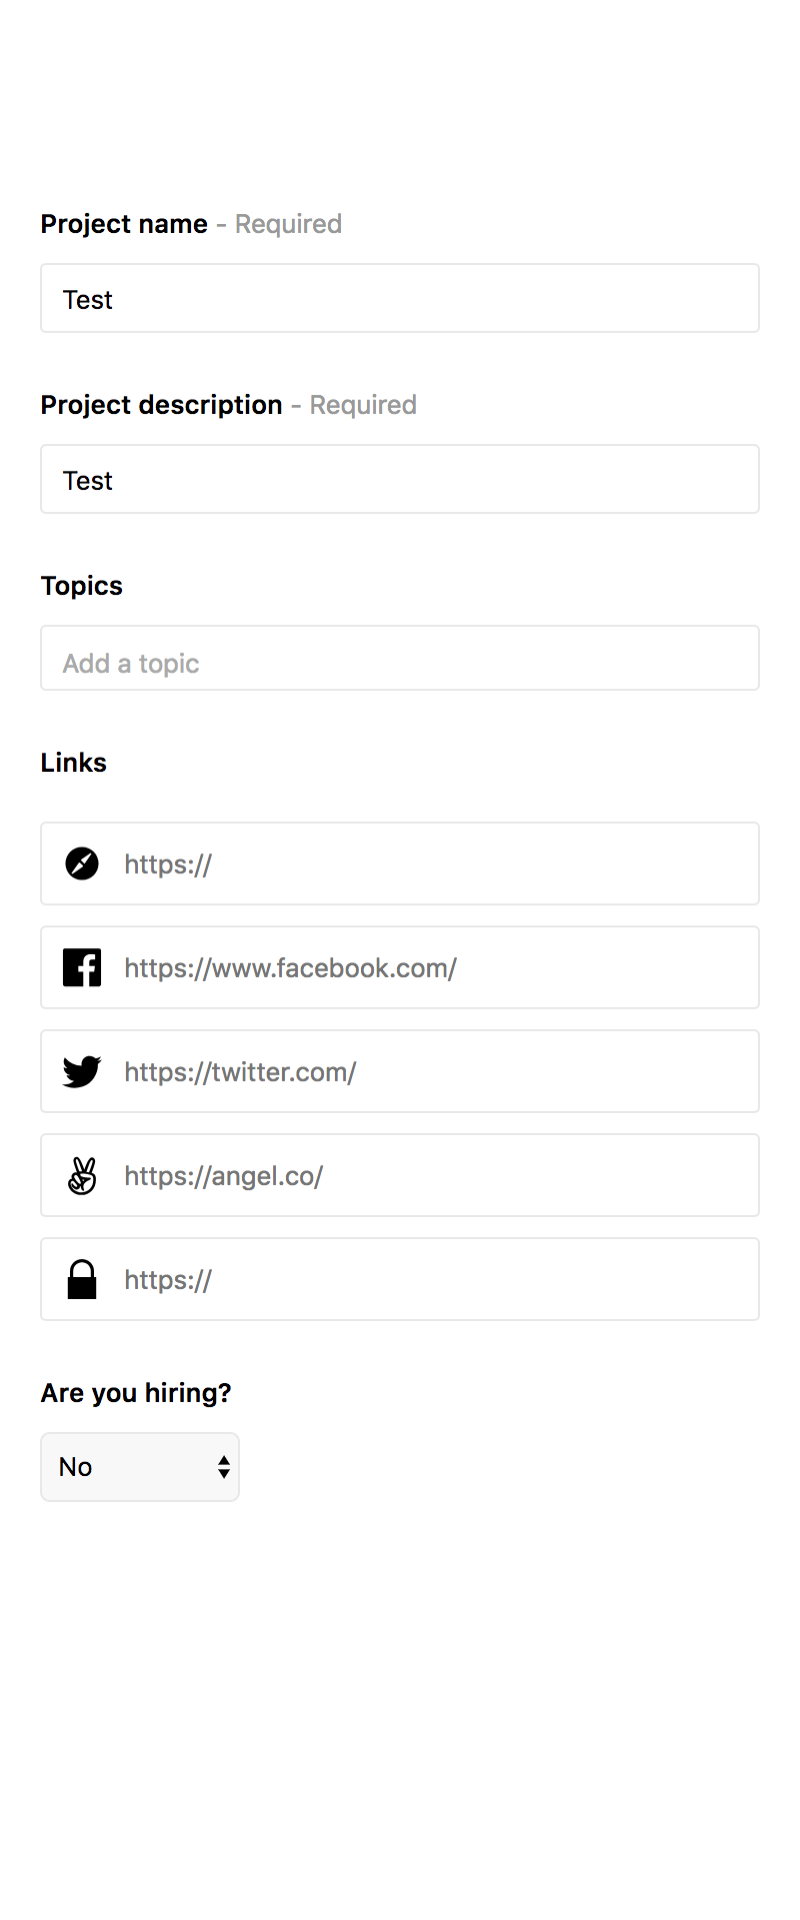 Project name - Required
Test
Project description - Required
Test
Topics
Add a topic
Links
https://
https://www.facebook.com/
https://twitter.com/
https://angel.co/
https://
Are you hiring?
No